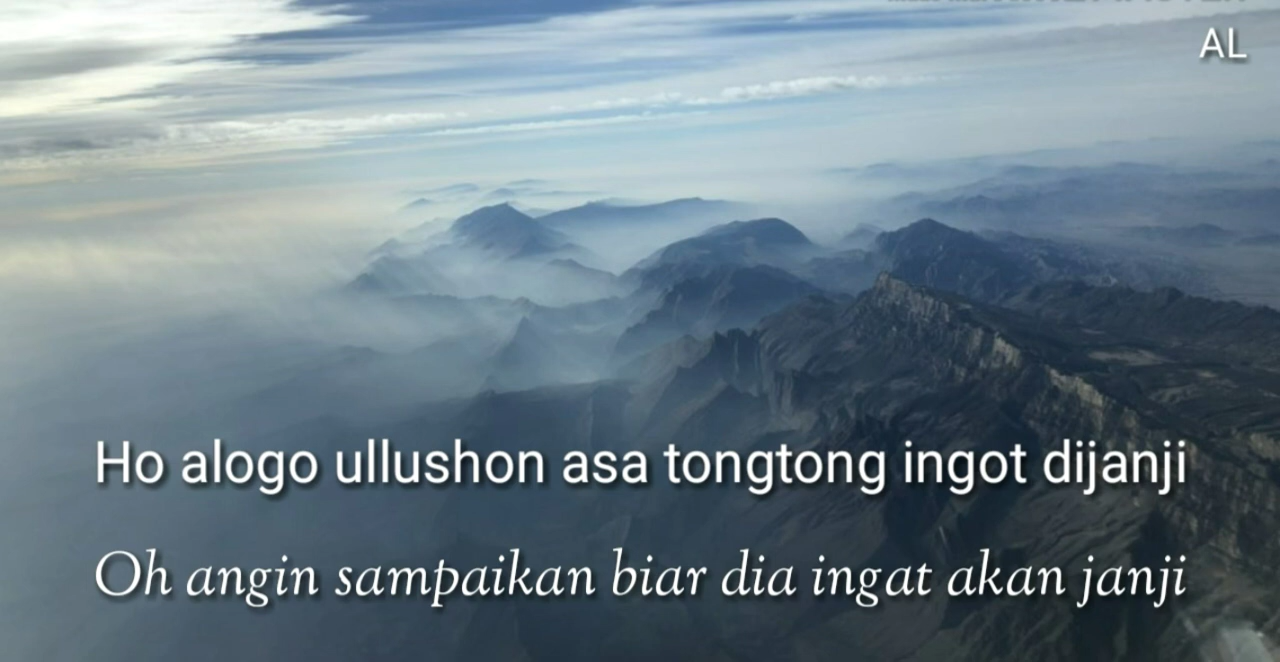 AL
Ho alogo ullushon asa tongtong ingot dijanji
Oh angin sampaikan biar dia ingat akan janji